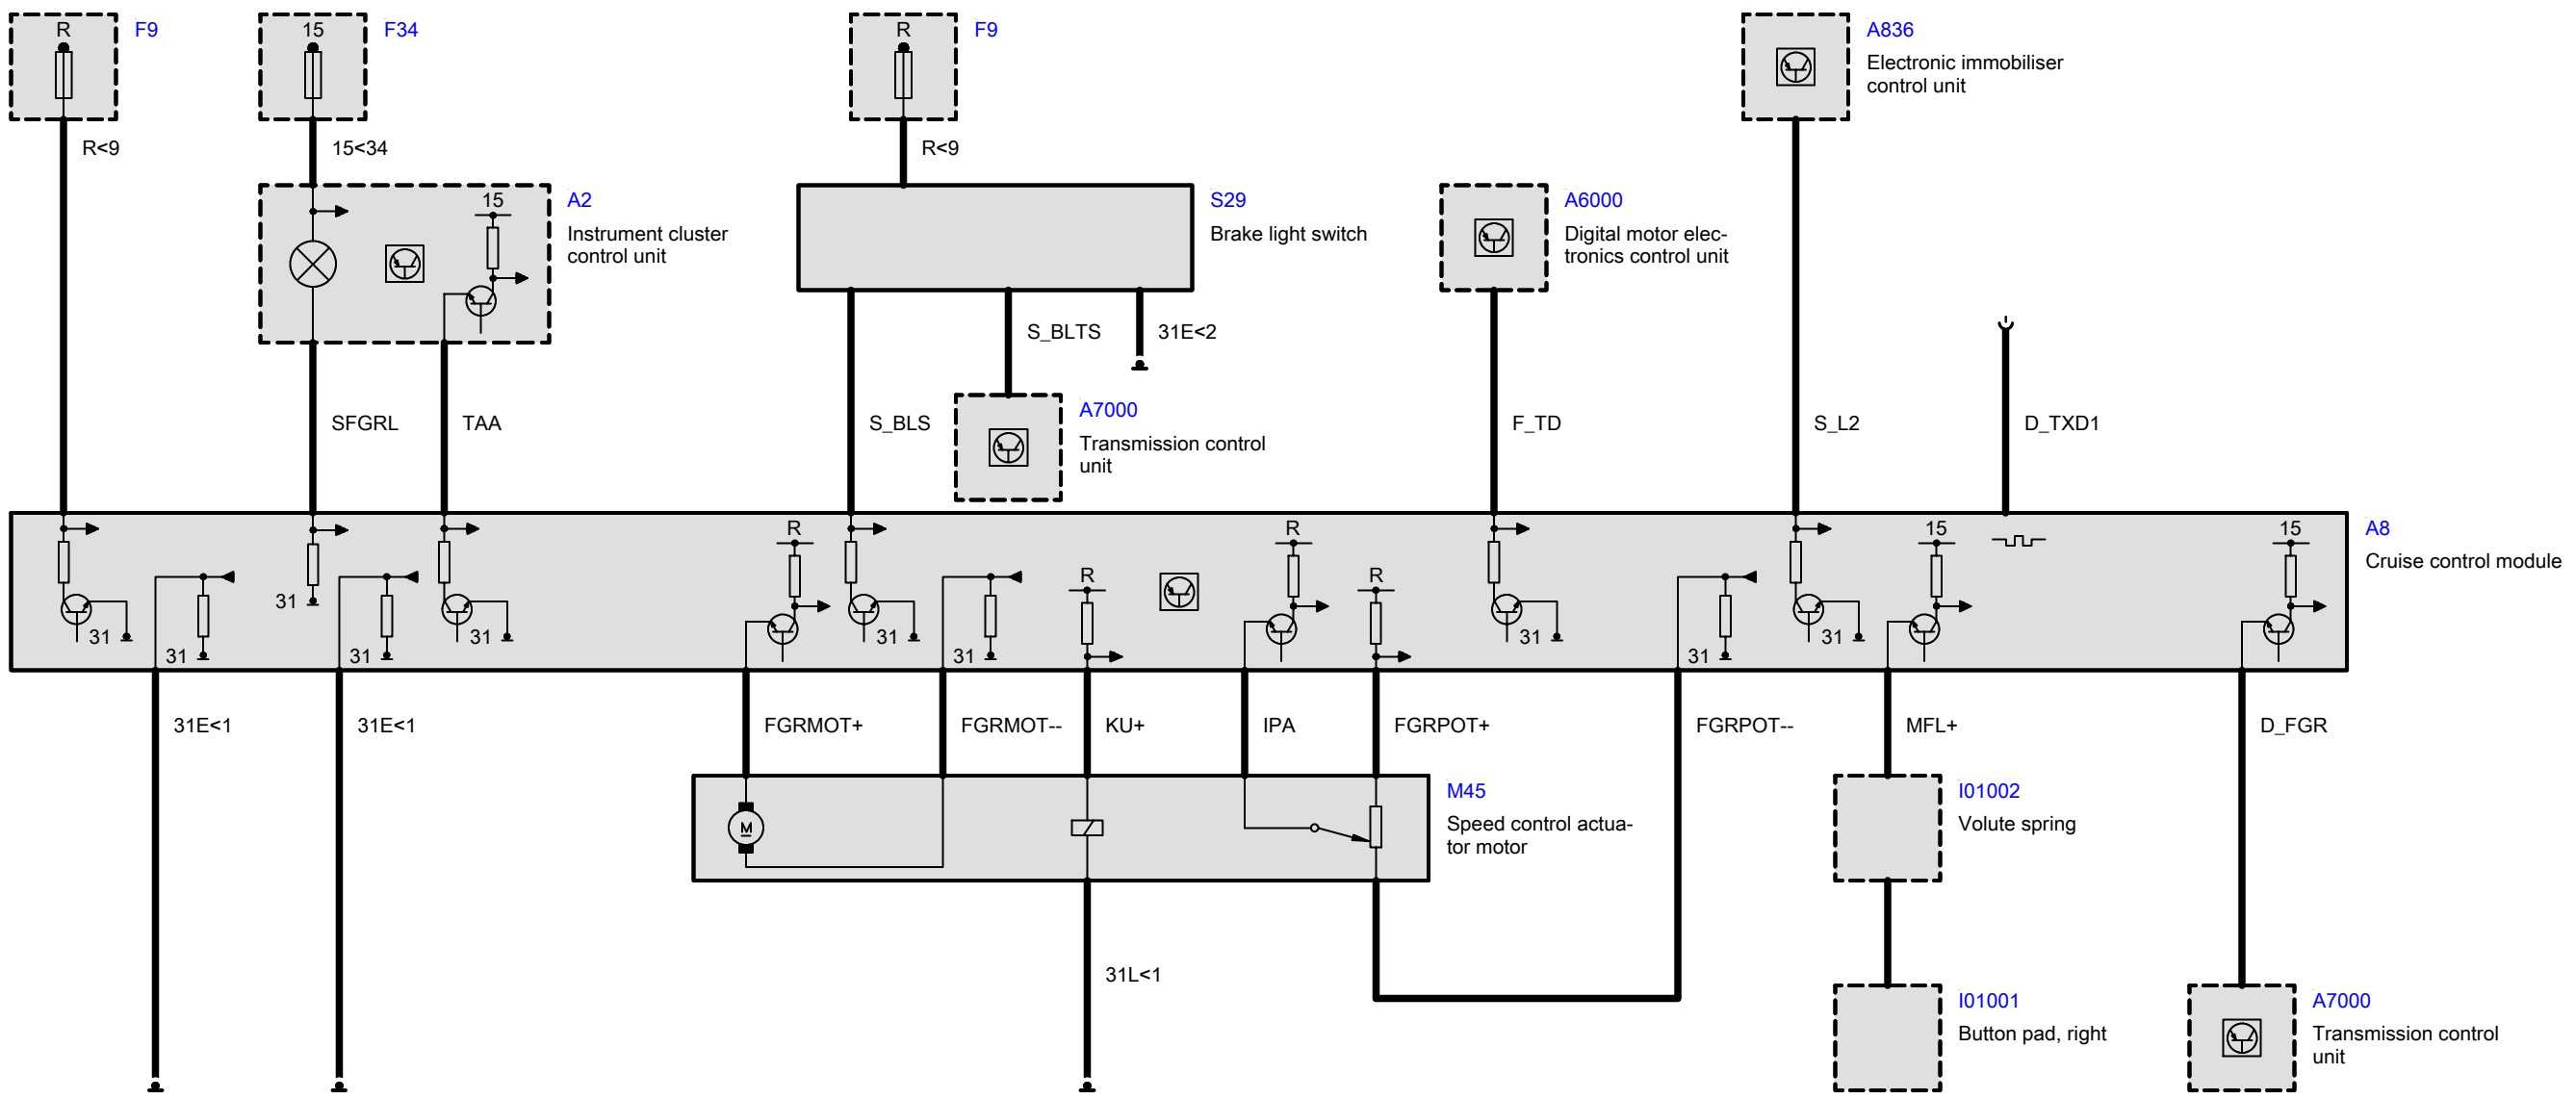 R
F9
15
F34
R
F9
A836
Electronic immobiliser
control unit
R<9
15<34
R<9
15
A2
Instrument cluster
control unit
S29
Brake light switch
A6000
Digital motor elec-
tronics control unit
S_BLTS
31E<2
SFGRL
TAA
S_BLS
A7000
Transmission control
unit
F_TD
S_L2
D_TXD1
R
R
15
15
A8
Cruise control module
R
R
31
31
31
31
31
31
31
31
31
31
31E<1
31E<1
FGRMOT+
FGRMOT--
KU+
IPA
FGRPOT+
FGRPOT--
MFL+
D_FGR
M
M45
Speed control actua-
tor motor
I01002
Volute spring
31L<1
I01001
Button pad, right
A7000
Transmission control
unit